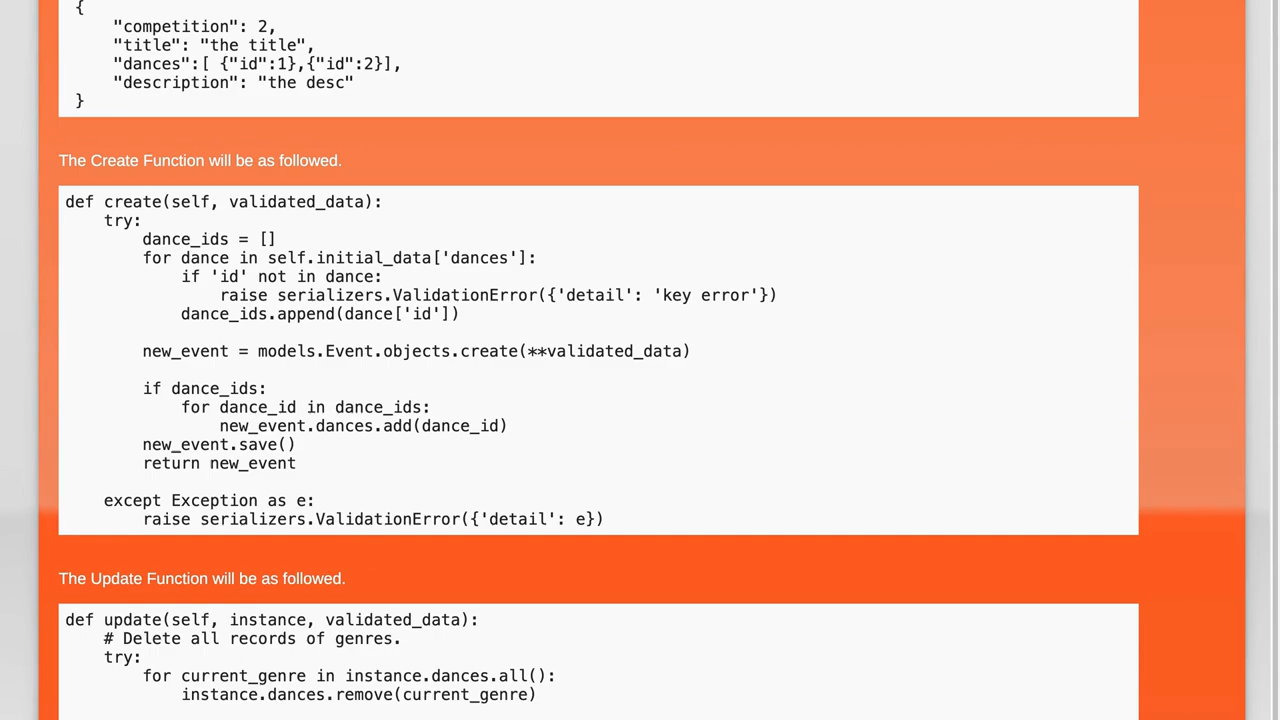 {
    "competition": 2,
    "title": "the title",
    "dances":[ {"id":1},{"id":2}],
    "description": "the desc"
}
The Create Function will be as followed.
def create(self, validated_data):
    try:
        dance_ids = []
        for dance in self.initial_data['dances']:
            if 'id' not in dance:
                raise serializers.ValidationError({'detail': 'key error'})
            dance_ids.append(dance['id'])
        new_event = models.Event.objects.create(**validated_data)
        if dance_ids:
            for dance_id in dance_ids:
                new_event.dances.add(dance_id)
        new_event.save()
        return new_event
    except Exception as e:
        raise serializers.ValidationError({'detail': e})
The Update Function will be as followed.
def update(self, instance, validated_data):
    # Delete all records of genres.
    try:
        for current_genre in instance.dances.all():
            instance.dances.remove(current_genre)